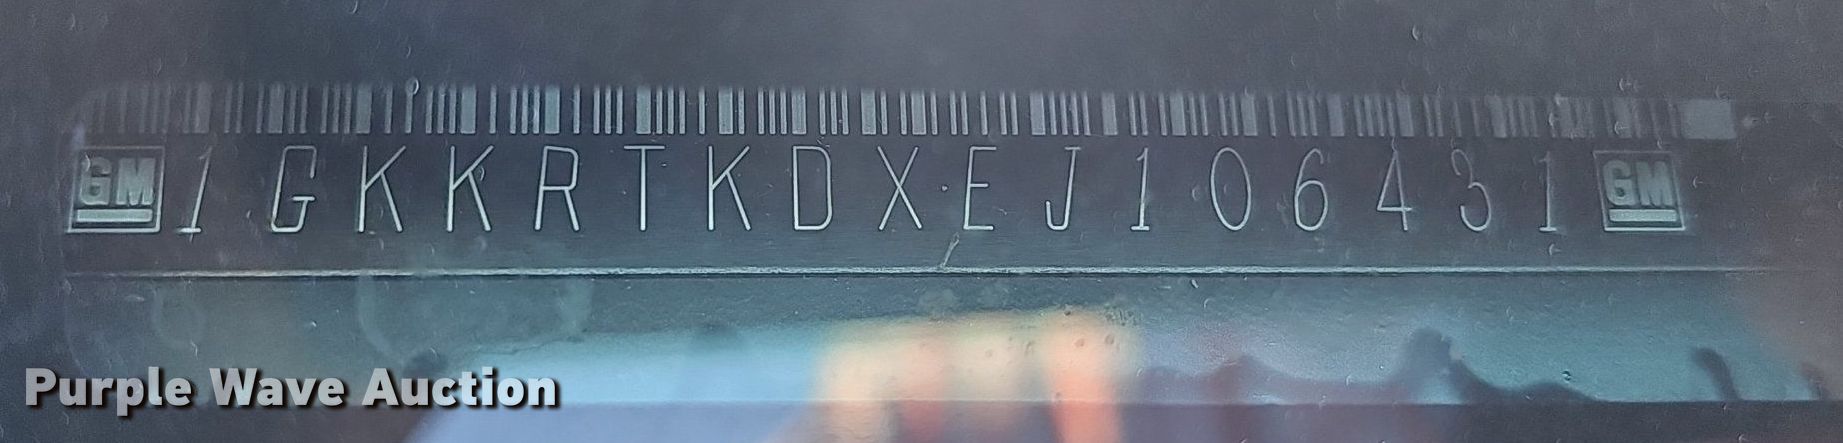 GM 1GKKRTKDXEJ106431 GM
Purple Wave Auction